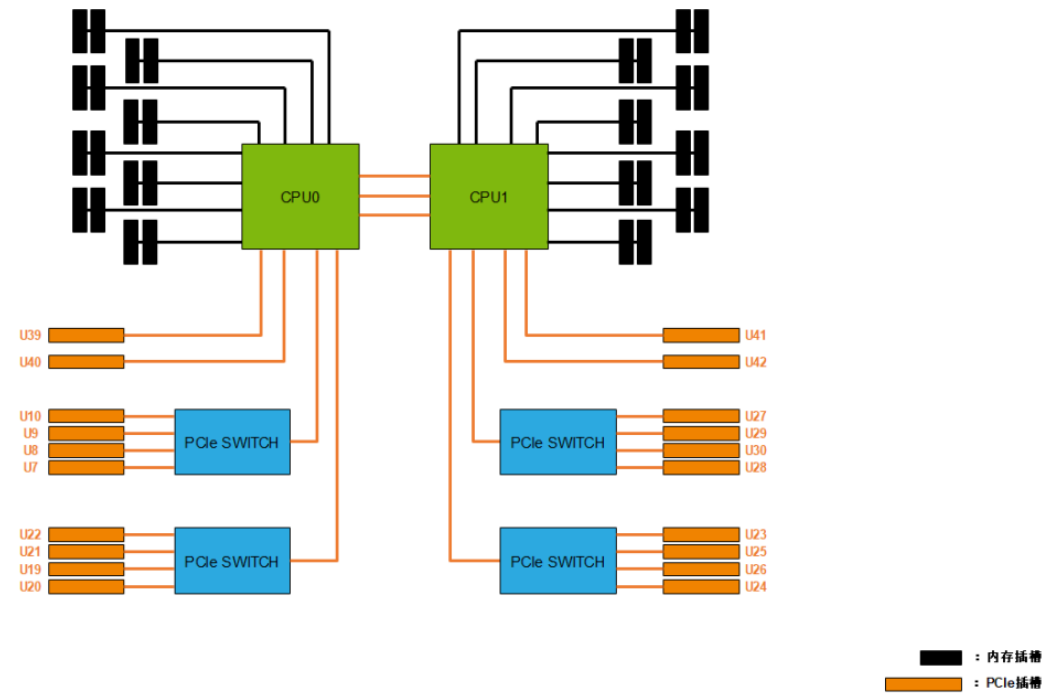 CPU0
CPU1
U39
U41
U40
U42
U10
U9
U8
U7
PCIe SWITCH
PCIe SWITCH
U27
U29
U30
U28
U22
U21
U19
U20
PCIe SWITCH
PCIe SWITCH
U23
U25
U26
U24
：内存插槽
：PCIe插槽